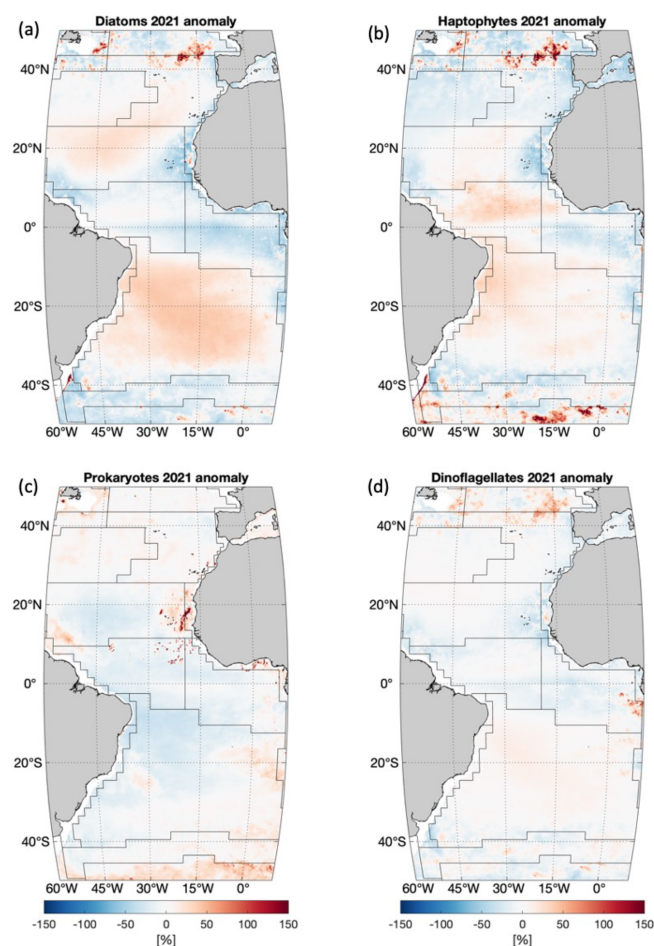 (a) Diatoms 2021 anomaly
40°N
20°N
0°
20°S
40°S
60°W 45°W 30°W 15°W 0°
(b) Haptophytes 2021 anomaly
40°N
20°N
0°
20°S
40°S
60°W 45°W 30°W 15°W 0°
(c) Prokaryotes 2021 anomaly
40°N
20°N
0°
20°S
40°S
60°W 45°W 30°W 15°W 0°
-150 -100 -50 0 50 100 150
[%]
(d) Dinoflagellates 2021 anomaly
40°N
20°N
0°
20°S
40°S
60°W 45°W 30°W 15°W 0°
-150 -100 -50 0 50 100 150
[%]